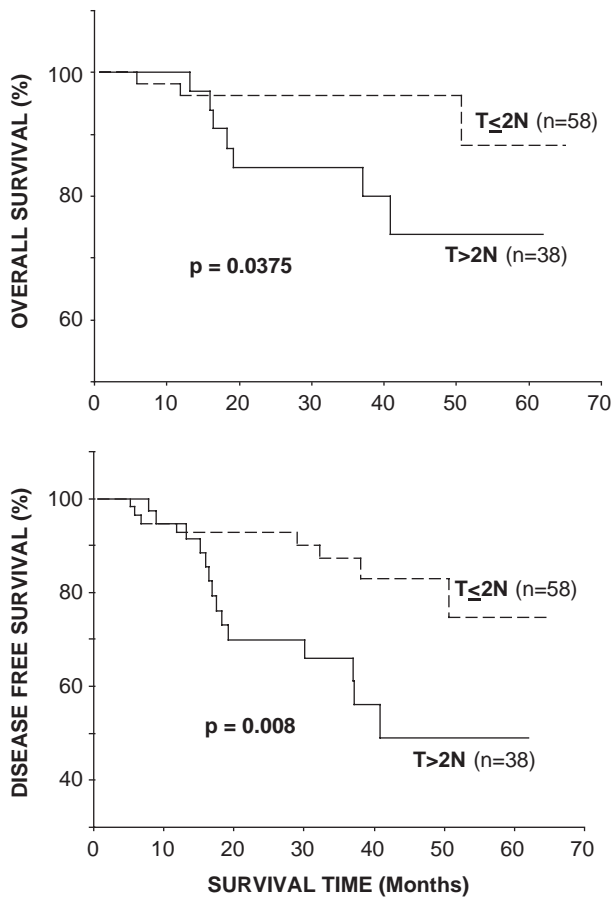 OVERALL SURVIVAL (%)
100
80
60
T≤2N (n=58)
T>2N (n=38)
p = 0.0375
0 10 20 30 40 50 60 70
DISEASE FREE SURVIVAL (%)
100
80
60
40
T≤2N (n=58)
p = 0.008
T>2N (n=38)
0 10 20 30 40 50 60 70
SURVIVAL TIME (Months)